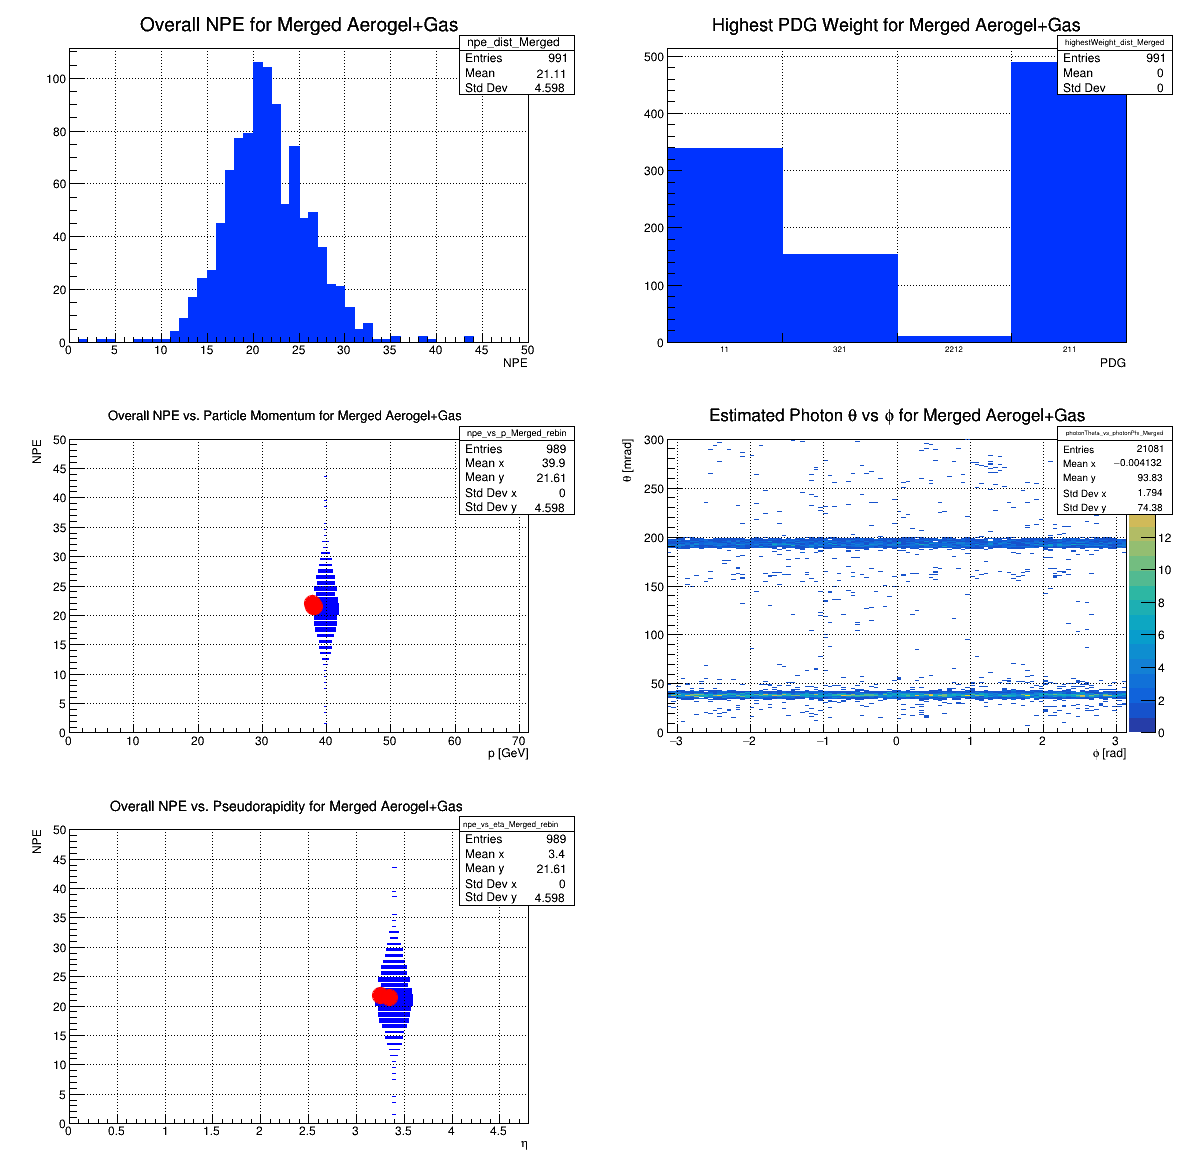 Overall NPE for Merged Aerogel+Gas
npe_dist_Merged
Entries 991
Mean 21.11
Std Dev 4.598
100
80
60
40
20
0
0 5 10 15 20 25 30 35 40 45 50
NPE
Highest PDG Weight for Merged Aerogel+Gas
highestWeight_dist_Merged
Entries 991
Mean 0
Std Dev 0
500
400
300
200
100
0
11 321 2212 211
PDG
Overall NPE vs. Particle Momentum for Merged Aerogel+Gas
npe_vs_p_Merged_rebin
Entries 989
Mean x 39.9
Mean y 21.61
Std Dev x 0
Std Dev y 4.598
NPE
50
45
40
35
30
25
20
15
10
5
0
0 10 20 30 40 50 60 70
p [GeV]
Estimated Photon θ vs ϕ for Merged Aerogel+Gas
photonTheta_vs_photonPhi_Merged
Entries 21081
Mean x −0.004132
Mean y 93.83
Std Dev x 1.794
Std Dev y 74.38
θ [mrad]
300
250
200
150
100
50
0
−3 −2 −1 0 1 2 3
ϕ [rad]
12
10
8
6
4
2
0
Overall NPE vs. Pseudorapidity for Merged Aerogel+Gas
npe_vs_eta_Merged_rebin
Entries 989
Mean x 3.4
Mean y 21.61
Std Dev x 0
Std Dev y 4.598
NPE
50
45
40
35
30
25
20
15
10
5
0
0 0.5 1 1.5 2 2.5 3 3.5 4 4.5
η